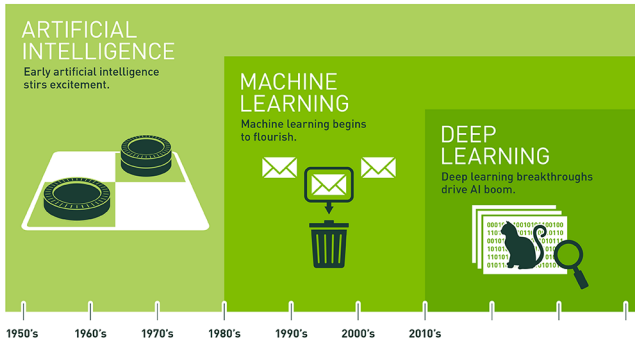 ARTIFICIAL
INTELLIGENCE
Early artificial intelligence
stirs excitement.
MACHINE
LEARNING
Machine learning begins
to flourish.
DEEP
LEARNING
Deep learning breakthroughs
drive AI boom.
1950's
1960's
1970's
1980's
1990's
2000's
2010's